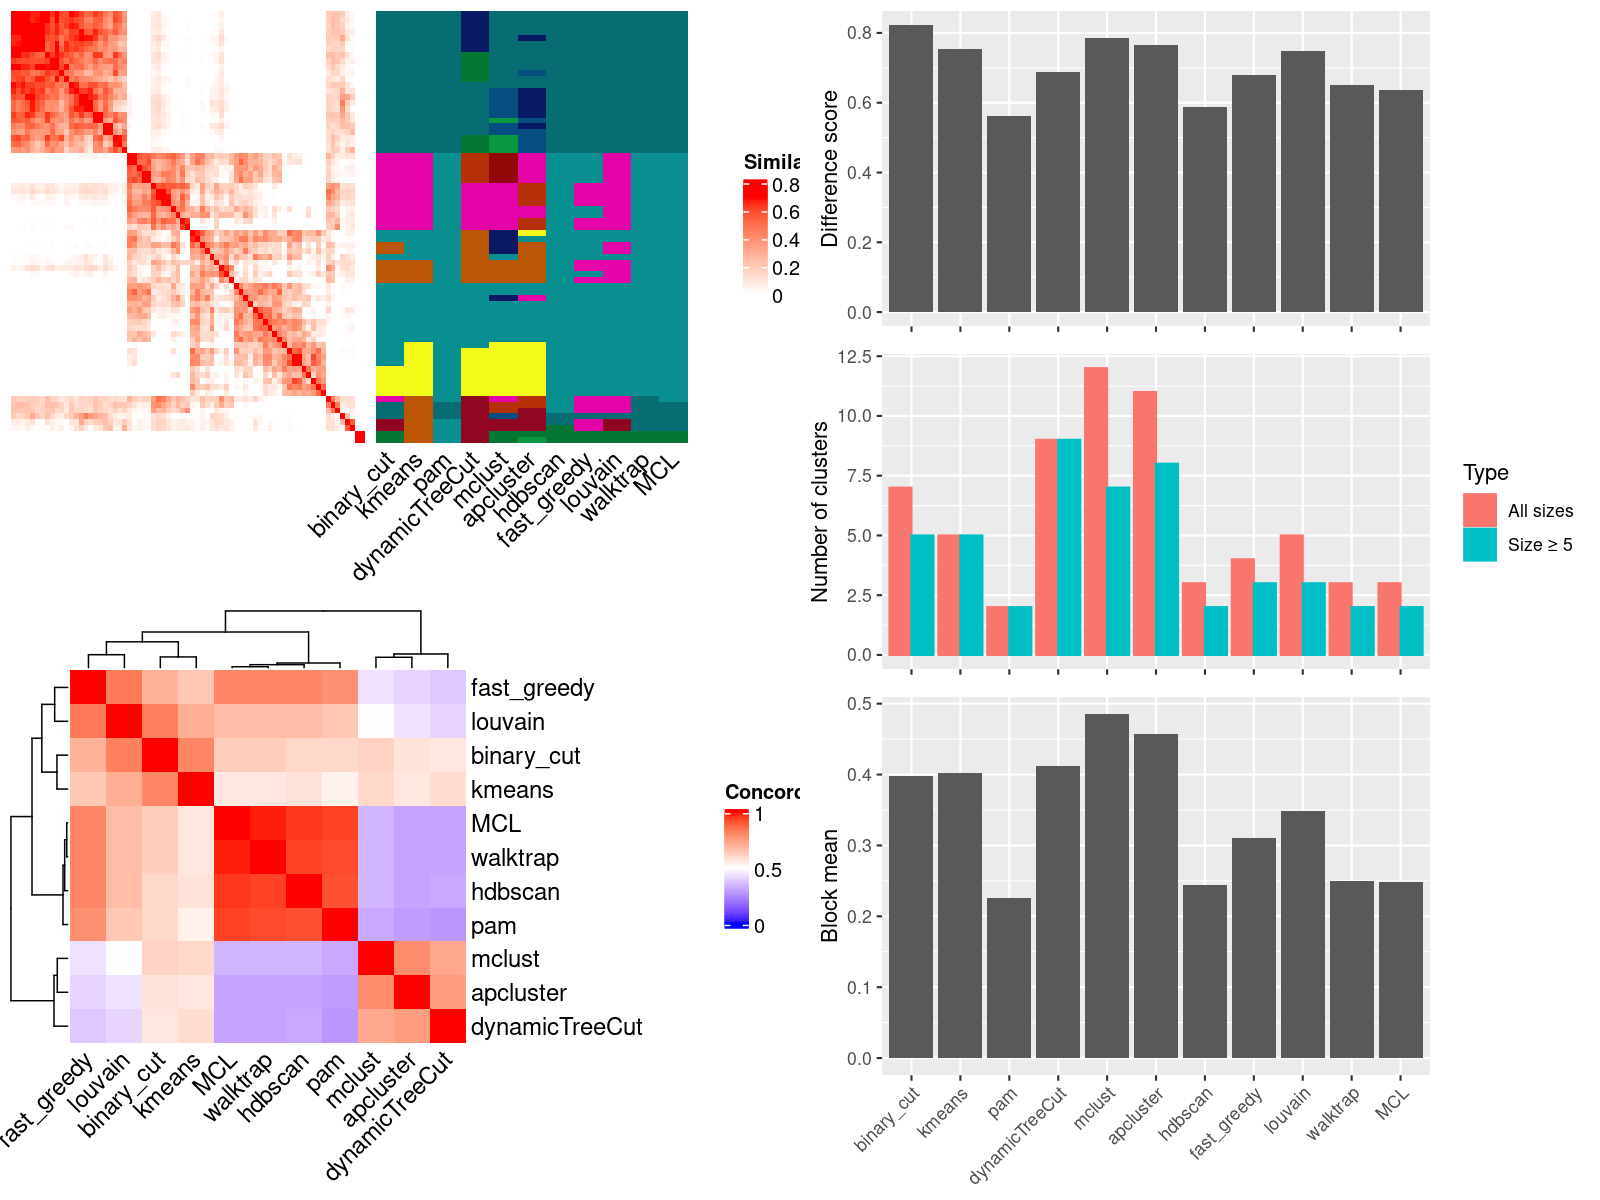 Simila
0.8
0.6
0.4
0.2
0
binary_cut
kmeans
pam
dynamicTreeCut
mclust
apcluster
hdbscan
fast_greedy
louvain
walktrap
MCL
fast_greedy
louvain
binary_cut
kmeans
MCL
walktrap
hdbscan
pam
mclust
apcluster
dynamicTreeCut
fast_greedy
louvain
binary_cut
kmeans
MCL
walktrap
hdbscan
pam
mclust
apcluster
dynamicTreeCut
Concord
1
0.5
0
Difference score
0.8
0.6
0.4
0.2
0.0
Number of clusters
12.5
10.0
7.5
5.0
2.5
0.0
Type
All sizes
Size ≥ 5
Block mean
0.5
0.4
0.3
0.2
0.1
0.0
binary_cut
kmeans
pam
dynamicTreeCut
mclust
apcluster
hdbscan
fast_greedy
louvain
walktrap
MCL